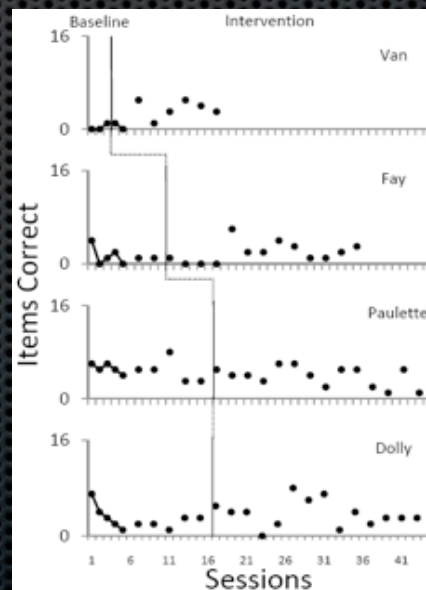 Baseline Intervention
16
Van
0
16
Fay
0
Items Correct
16
Paulette
0
16
Dolly
0
1 6 11 16 21 26 31 36 41
Sessions